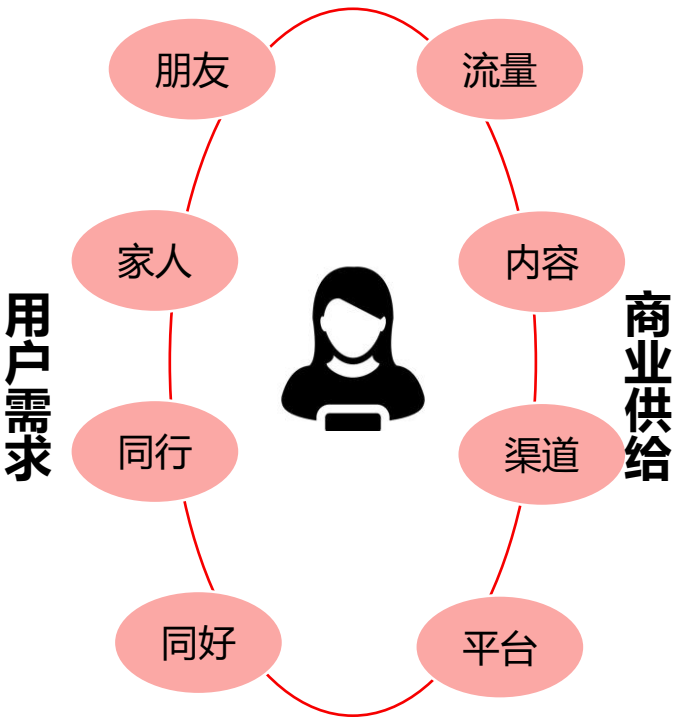 用户需求
朋友
家人
同行
同好
流量
内容
渠道
平台
商业供给